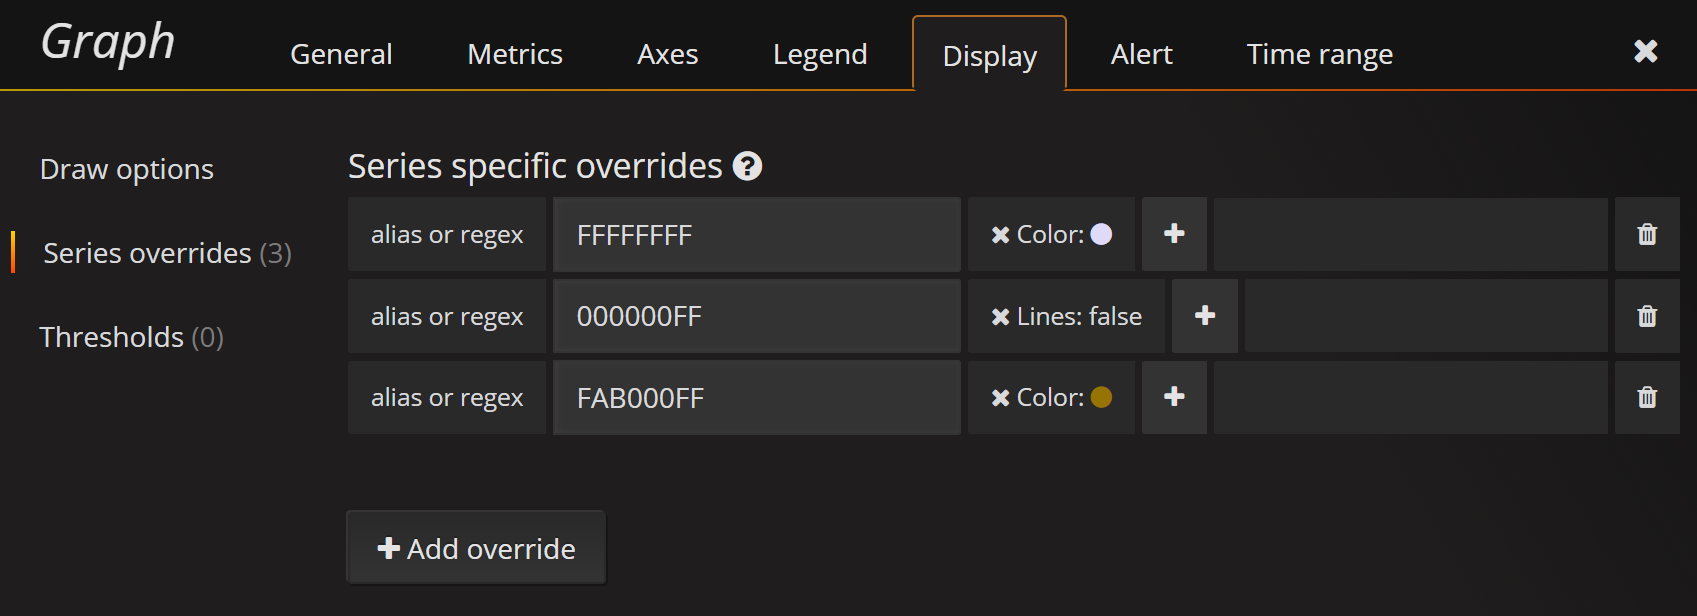 Graph General Metrics Axes Legend Display Alert Time range
Draw options
Series overrides (3)
Thresholds (0)
Series specific overrides
alias or regex FFFFFFFF Color:
alias or regex 000000FF Lines: false
alias or regex FAB000FF Color:
Add override